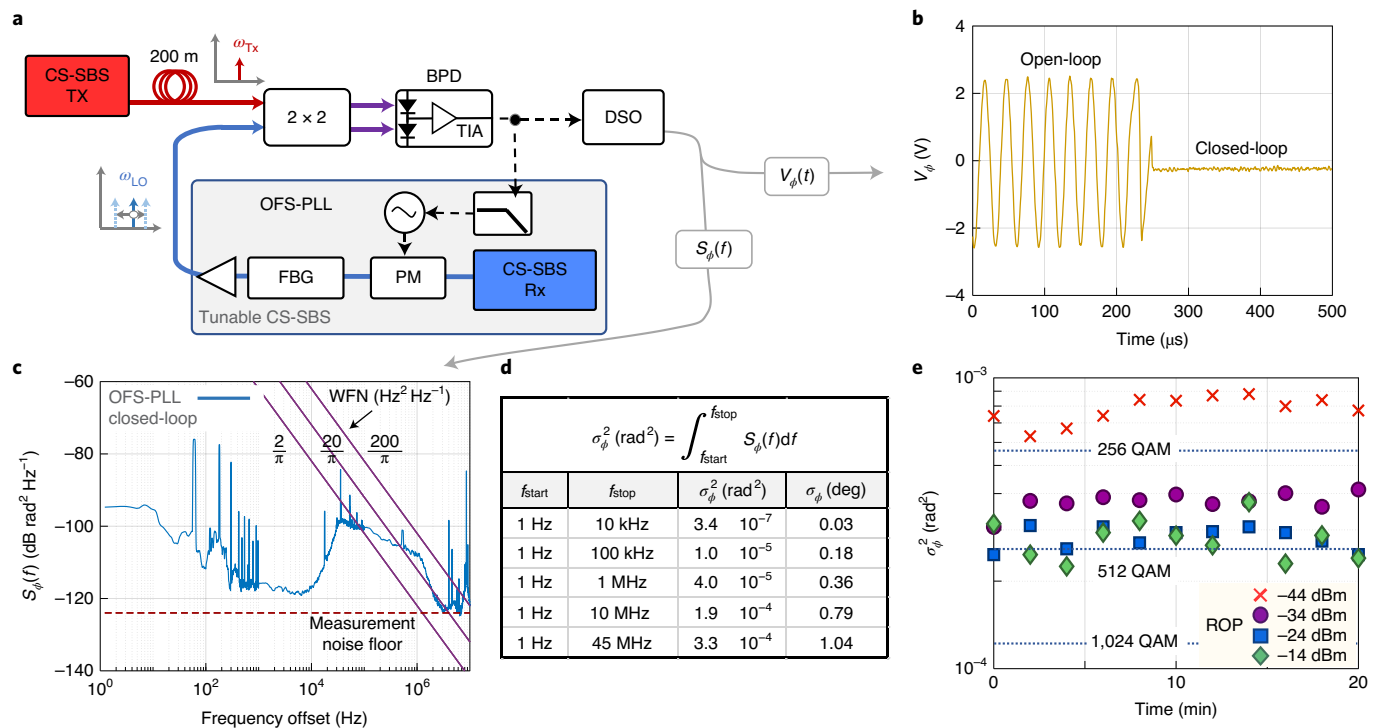 a
CS-SBS
TX
200 m
ω_Tx
2 × 2
BPD
TIA
DSO
V_ϕ(t)
S_ϕ(f)
ω_LO
OFS-PLL
FBG
PM
CS-SBS
Rx
Tunable CS-SBS
b
Open-loop
Closed-loop
V_ϕ (V)
4
2
0
–2
–4
0
100
200
300
400
500
Time (μs)
c
OFS-PLL
closed-loop
WFN (Hz² Hz⁻¹)
2/π
20/π
200/π
Measurement
noise floor
S_ϕ(f) (dB rad² Hz⁻¹)
–60
–80
–100
–120
–140
10⁰
10²
10⁴
10⁶
Frequency offset (Hz)
d
σ_ϕ² (rad²) = ∫_{f_start}^{f_stop} S_ϕ(f)df
f_start f_stop σ_ϕ² (rad²) σ_ϕ (deg)
1 Hz 10 kHz 3.4 10⁻⁷ 0.03
1 Hz 100 kHz 1.0 10⁻⁵ 0.18
1 Hz 1 MHz 4.0 10⁻⁵ 0.36
1 Hz 10 MHz 1.9 10⁻⁴ 0.79
1 Hz 45 MHz 3.3 10⁻⁴ 1.04
e
σ_ϕ² (rad²)
10⁻³
10⁻⁴
256 QAM
512 QAM
1,024 QAM
ROP
–44 dBm
–34 dBm
–24 dBm
–14 dBm
0
10
20
Time (min)